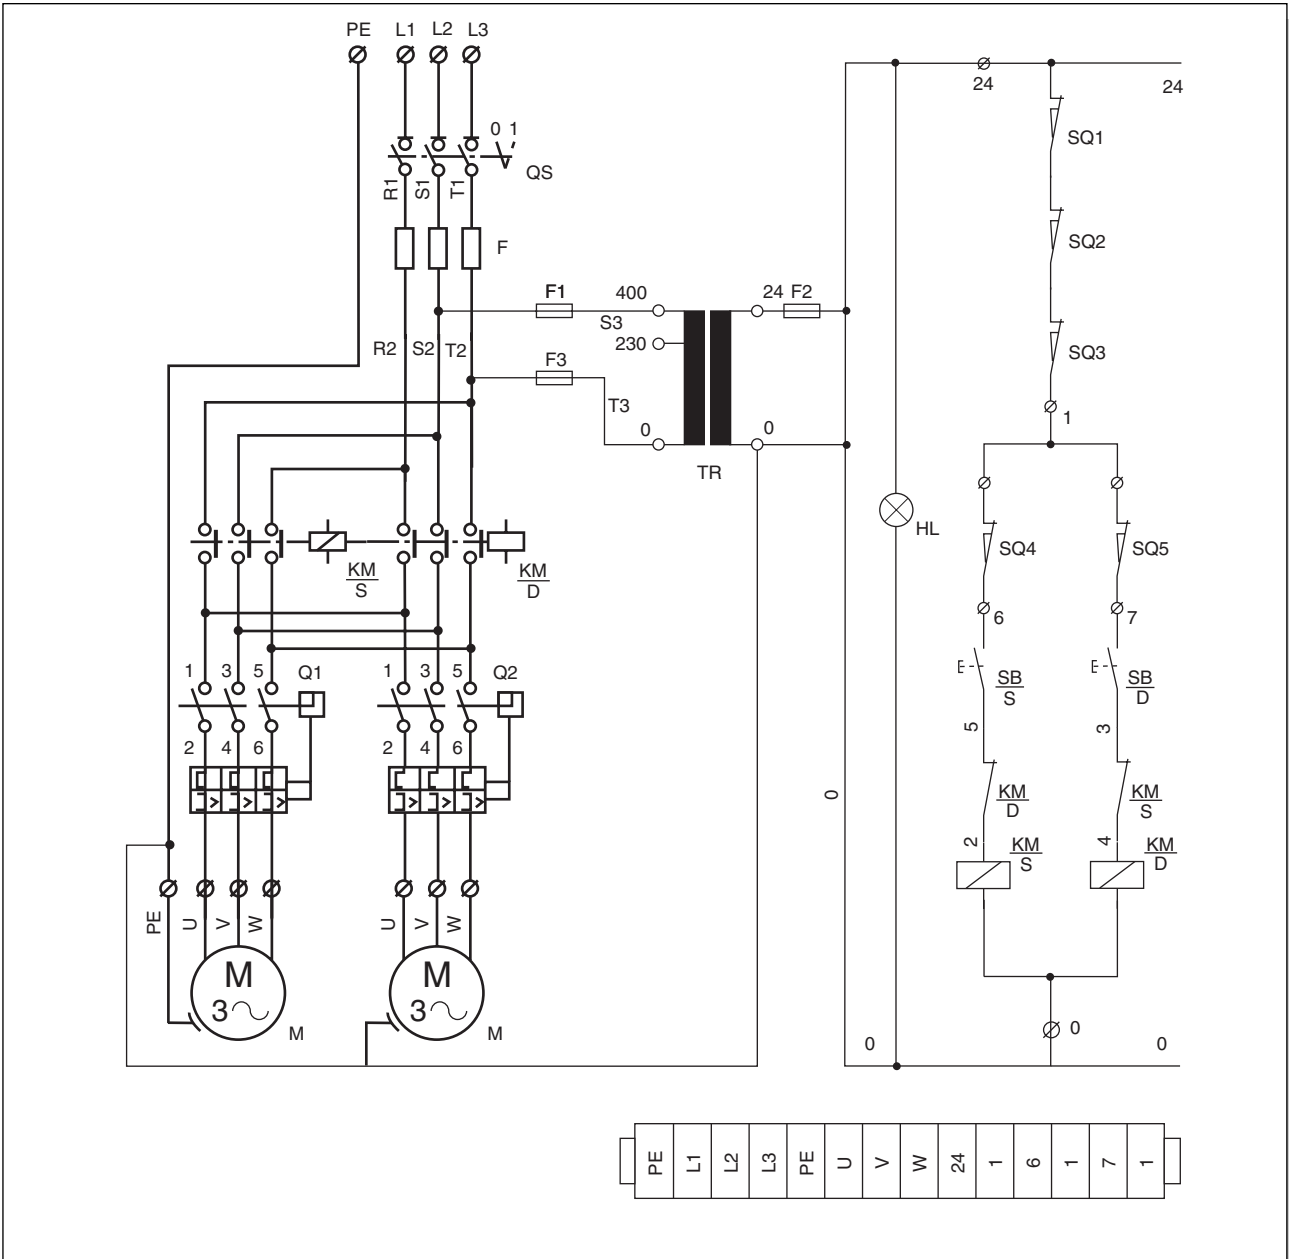 PE L1 L2 L3
0 1
QS
R1 S1 T1
F
24
24
SQ1
SQ2
SQ3
1
F1 400
S3
230
F3
T3
0
24 F2
0
TR
R2 S2 T2
HL
SQ4 SQ5
6 7
KM
S
KM
D
SB
S
SB
D
5 3
1 3 5 Q1
1 3 5 Q2
2 4 6
2 4 6
0
KM
D
KM
S
2 4
KM
S
KM
D
PE U V W
U V W
M
3
M
M
3
M
0
0
0
PE L1 L2 L3 PE U V W 24 1 6 1 7 1